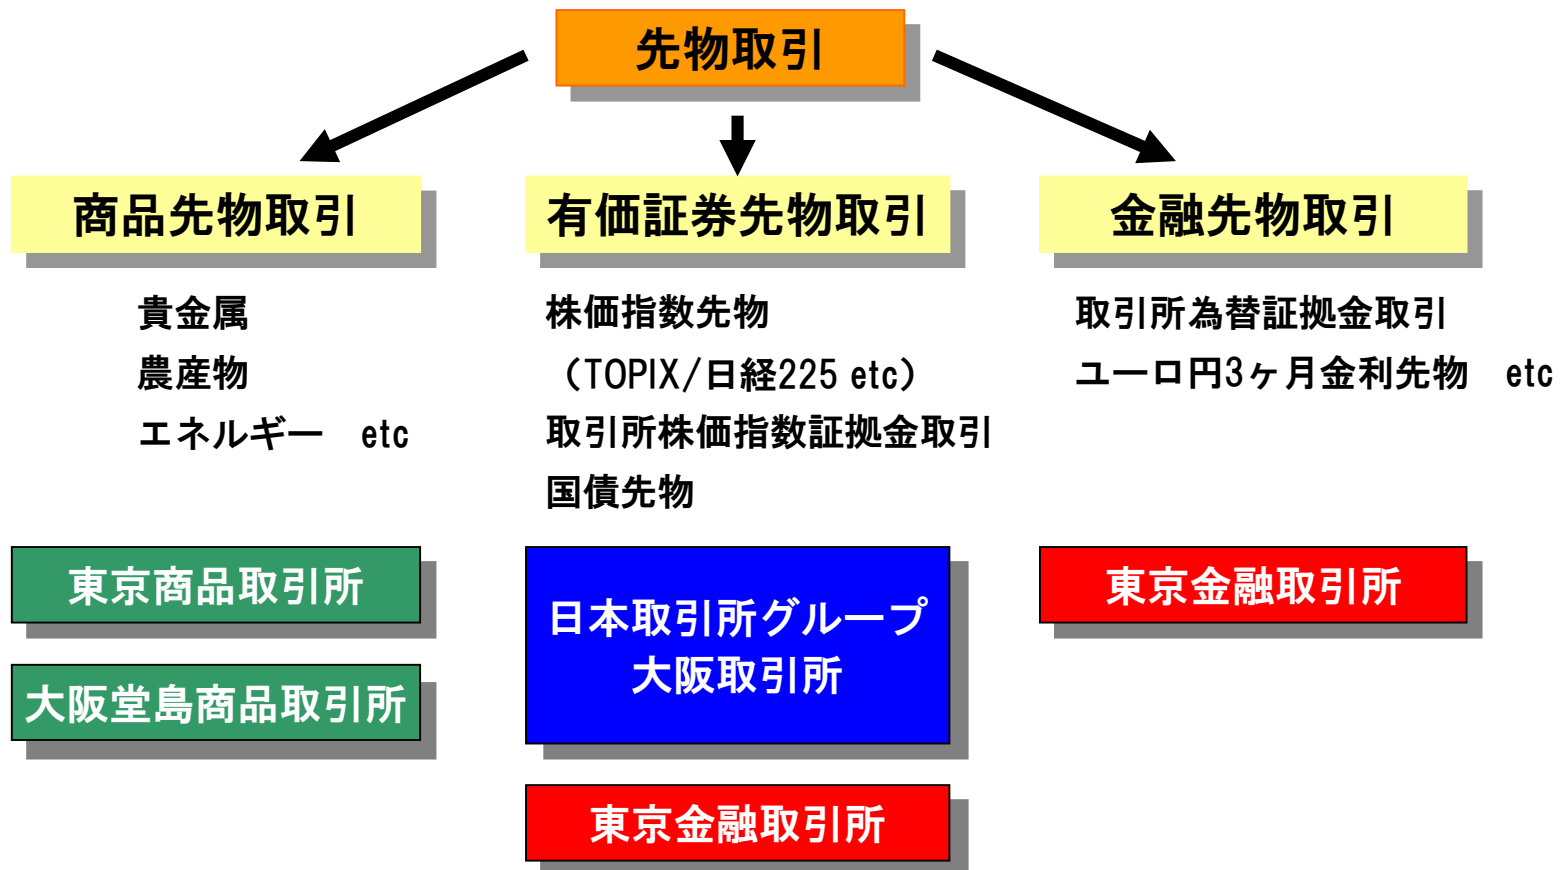 先物取引
商品先物取引
貴金属
農産物
エネルギー　etc
東京商品取引所
大阪堂島商品取引所
有価証券先物取引
株価指数先物
（TOPIX/日経225 etc）
取引所株価指数証拠金取引
国債先物
日本取引所グループ
大阪取引所
東京金融取引所
金融先物取引
取引所為替証拠金取引
ユーロ円3ヶ月金利先物　etc
東京金融取引所